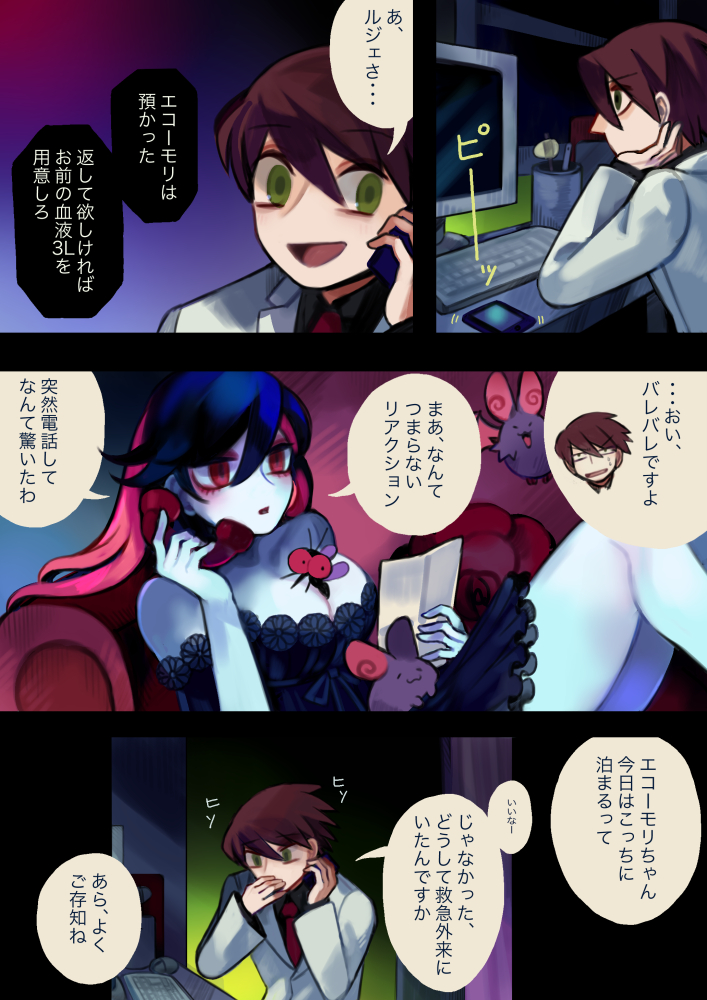 ピーッ
あ、
ルジェさ・・・
エコーモリは
預かった
返して欲しければ
お前の血液3Lを
用意しろ
・・・おい、
バレバレですよ
まあ、なんて
つまらない
リアクション
突然電話して
なんて驚いたわ
エコーモリちゃん
今日はこっちに
泊まるって
いいなー
じゃなかった、
どうして救急外来に
いたんですか
ヒソ
ヒソ
あら、よく
ご存知ね